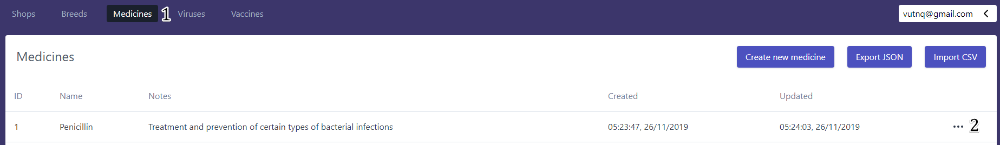 Shops Breeds Medicines 1 Viruses Vaccines vutnq@gmail.com
Medicines Create new medicine Export JSON Import CSV
ID Name Notes Created Updated
1 Penicillin Treatment and prevention of certain types of bacterial infections 05:23:47, 26/11/2019 05:24:03, 26/11/2019 ... 2